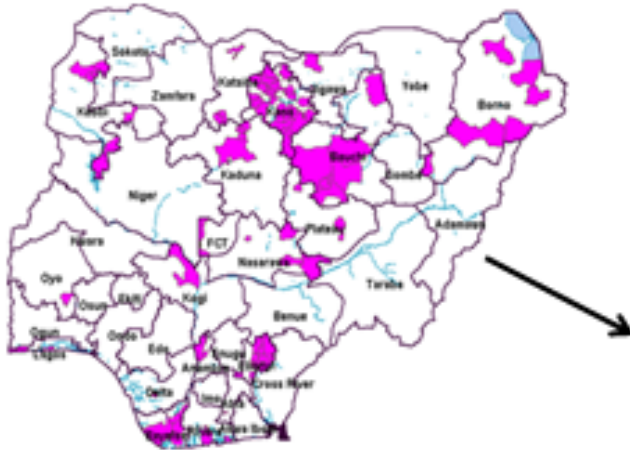 Sokoto
Katsina
Jigawa
Yobe
Borno
Kebbi
Zamfara
Kano
Bauchi
Gombe
Kaduna
Niger
Adamawa
Plateau
FCT
Kwara
Nasarawa
Taraba
Oyo
Kogi
Osun
Ekiti
Benue
Ogun
Ondo
Edo
Lagos
Enugu
Anambra
Cross River
Delta
Imo